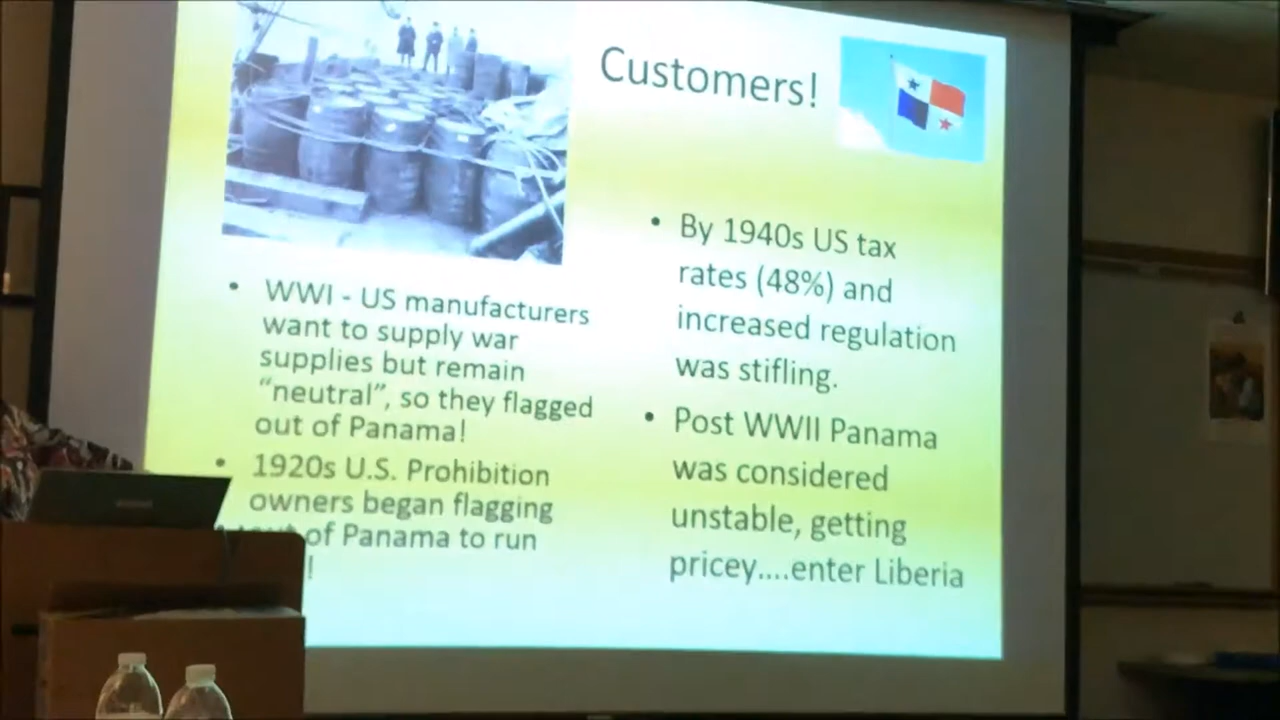 Customers!
• WWI - US manufacturers
want to supply war
supplies but remain
“neutral”, so they flagged
out of Panama!
• 1920s U.S. Prohibition
owners began flagging
of Panama to run
!
• By 1940s US tax
rates (48%) and
increased regulation
was stifling.
• Post WWII Panama
was considered
unstable, getting
pricey....enter Liberia